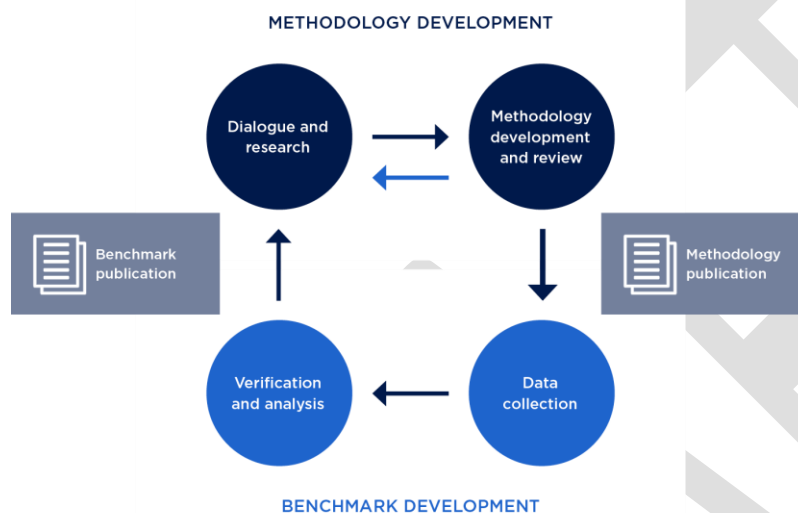 METHODOLOGY DEVELOPMENT
Dialogue and
research
Methodology
development
and review
Benchmark
publication
Methodology
publication
Verification
and analysis
Data
collection
BENCHMARK DEVELOPMENT